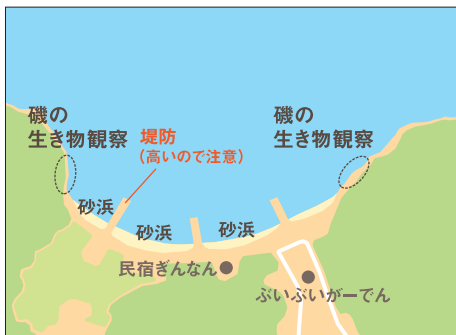 磯の
生き物観察
磯の
生き物観察
堤防
（高いので注意）
砂浜
砂浜
砂浜
民宿ぎんなん
ぶいぶいがーでん